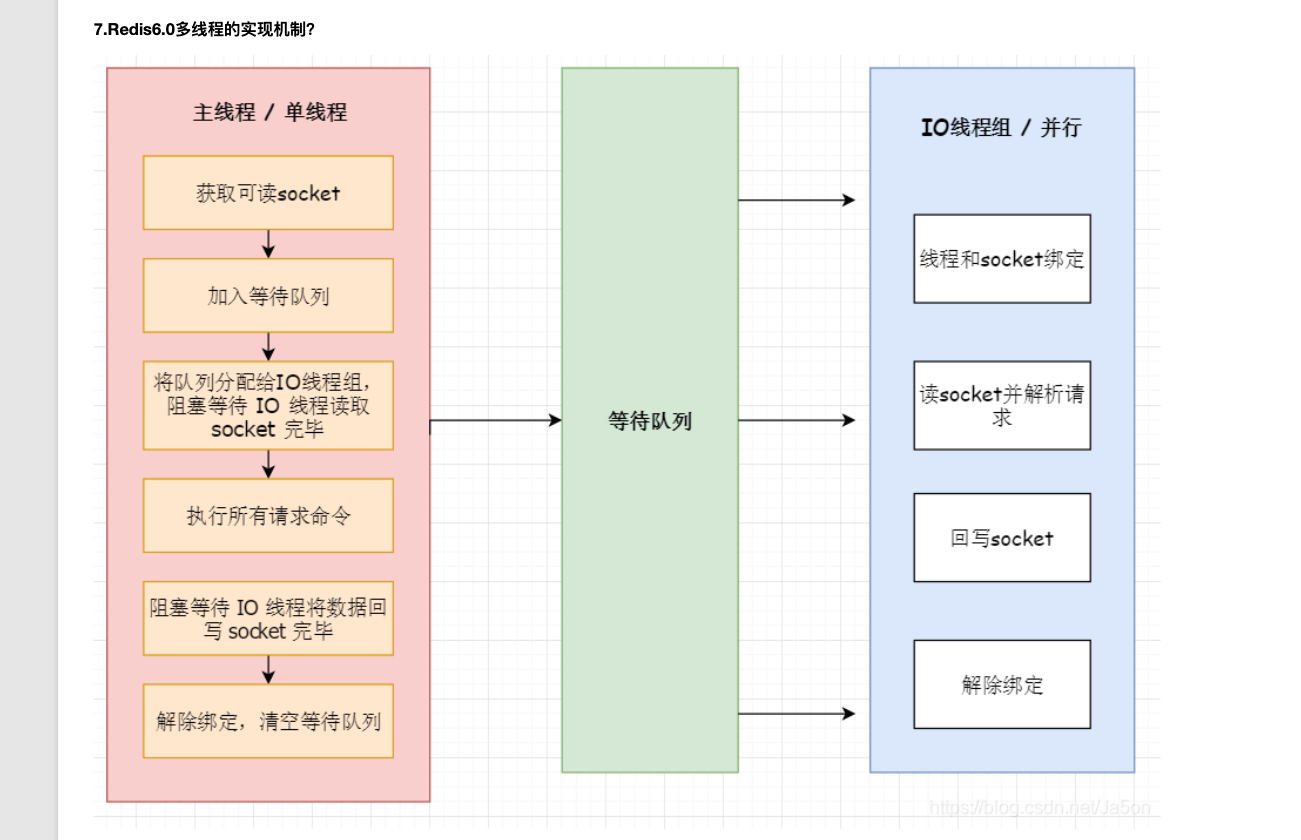 7.Redis6.0多线程的实现机制?
主线程 / 单线程
获取可读socket
加入等待队列
将队列分配给IO线程组,
阻塞等待 IO 线程读取
socket 完毕
执行所有请求命令
阻塞等待 IO 线程将数据回
写 socket 完毕
解除绑定，清空等待队列
等待队列
IO线程组 / 并行
线程和socket绑定
读socket并解析请
求
回写socket
解除绑定
https://blog.csdn.net/Ja5on